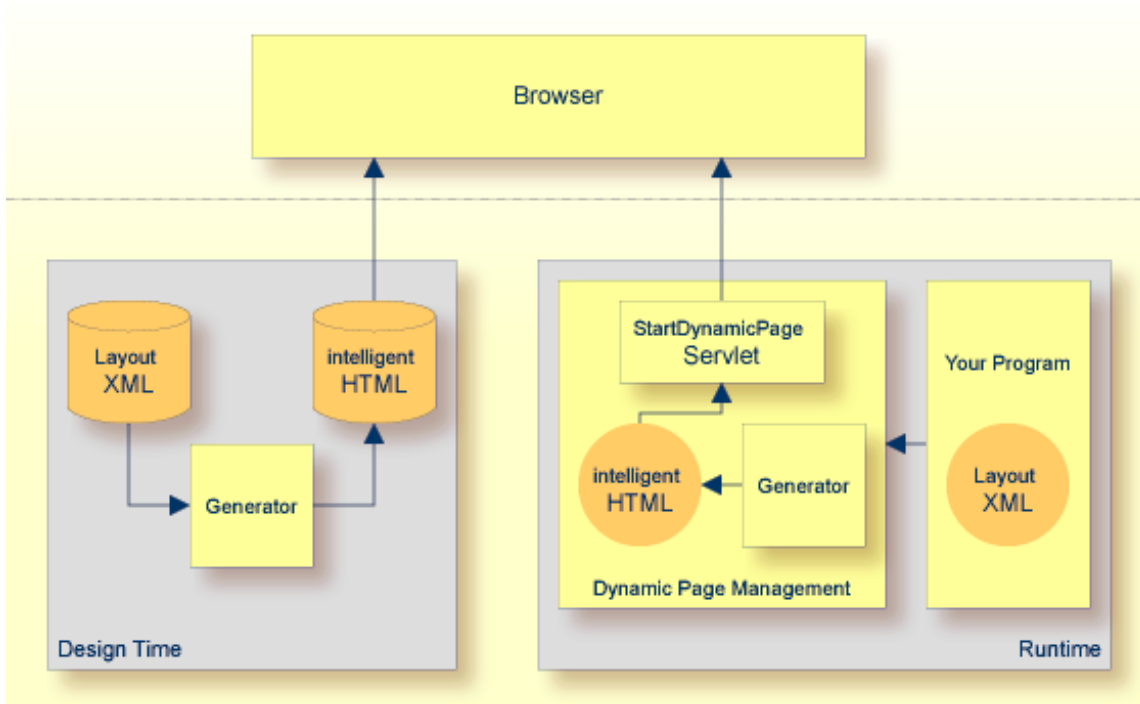 Browser
Layout
XML
intelligent
HTML
Generator
Design Time
StartDynamicPage
Servlet
intelligent
HTML
Generator
Dynamic Page Management
Your Program
Layout
XML
Runtime